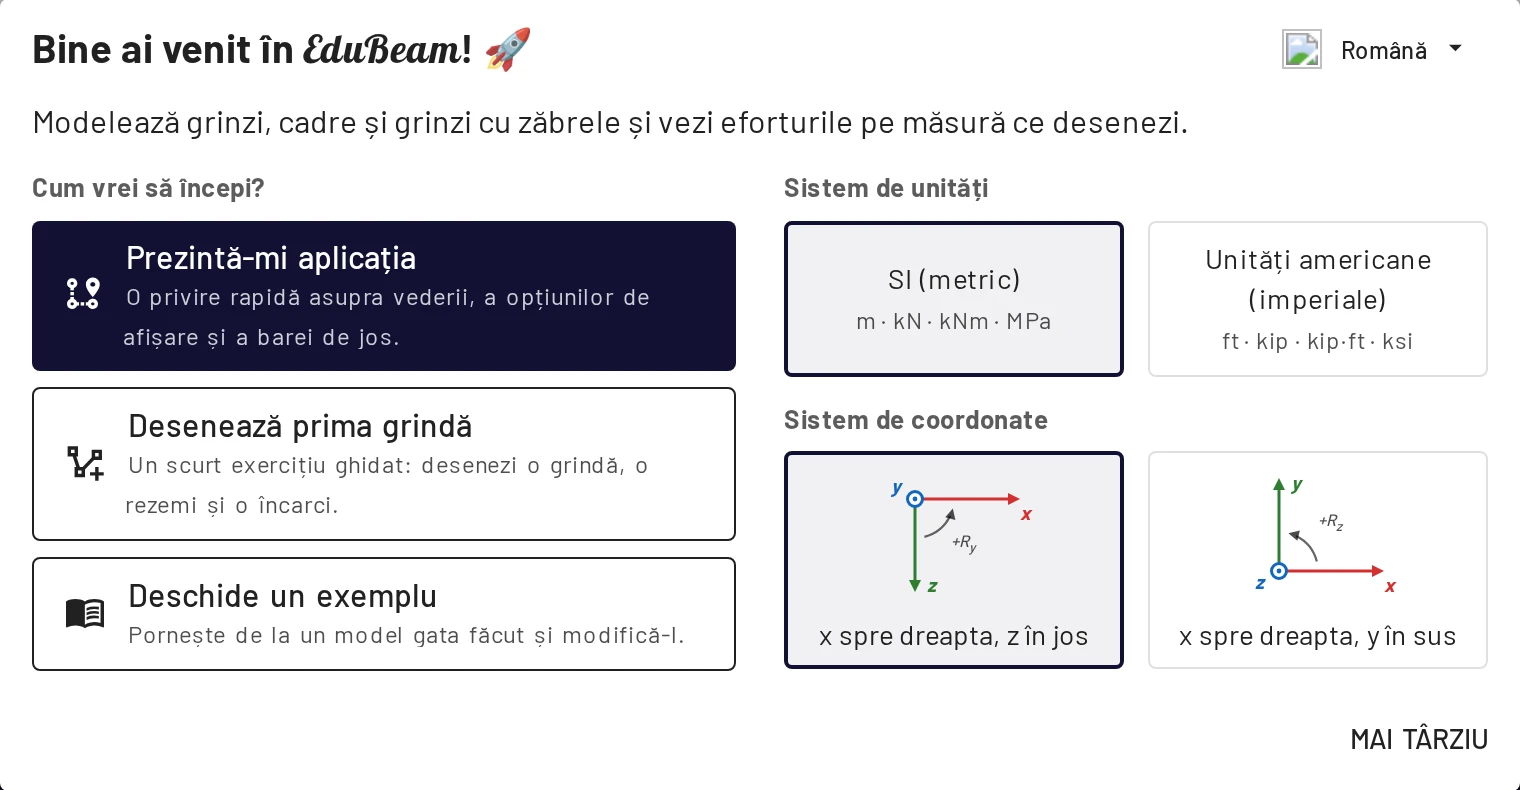 Bine ai venit în EduBeam! 🚀
Română
Modelează grinzi, cadre și grinzi cu zăbrele și vezi eforturile pe măsură ce desenezi.
Cum vrei să începi?
Prezintă-mi aplicația
O privire rapidă asupra vederii, a opțiunilor de
afișare și a barei de jos.
Desenează prima grindă
Un scurt exercițiu ghidat: desenezi o grindă, o
rezemi și o încarci.
Deschide un exemplu
Pornește de la un model gata făcut și modifică-l.
Sistem de unități
SI (metric)
m · kN · kNm · MPa
Unități americane
(imperiale)
ft · kip · kip·ft · ksi
Sistem de coordonate
y
x
+Ry
z
x spre dreapta, z în jos
y
+Rz
z
x
x spre dreapta, y în sus
MAI TÂRZIU